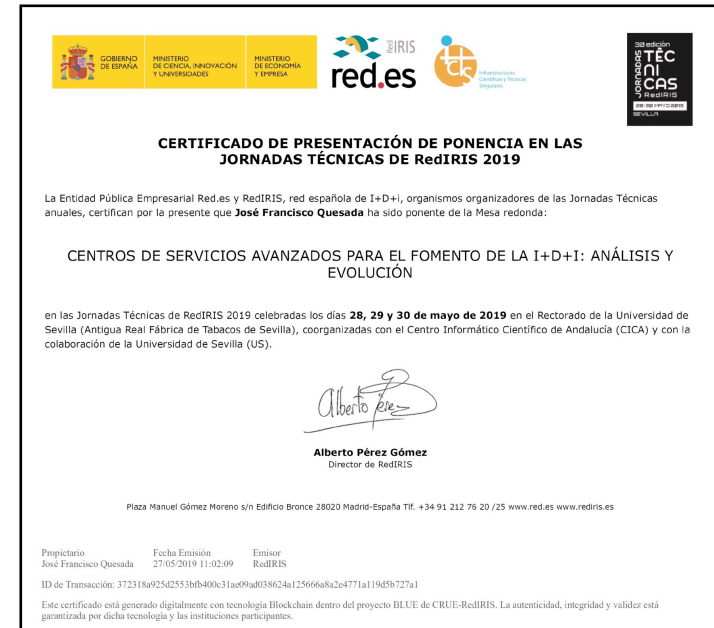 GOBIERNO
DE ESPAÑA
MINISTERIO
DE CIENCIA, INNOVACIÓN
Y UNIVERSIDADES
MINISTERIO
DE ECONOMÍA
Y EMPRESA
RedIRIS
red.es
icts
Infraestructuras
Científicas y Técnicas
Singulares
30ª edición
JORNADAS
TÉC
NI
CAS
RedIRIS
28-30 MAYO 2019
SEVILLA
CERTIFICADO DE PRESENTACIÓN DE PONENCIA EN LAS
JORNADAS TÉCNICAS DE RedIRIS 2019
La Entidad Pública Empresarial Red.es y RedIRIS, red española de I+D+i, organismos organizadores de las Jornadas Técnicas
anuales, certifican por la presente que José Francisco Quesada ha sido ponente de la Mesa redonda:
CENTROS DE SERVICIOS AVANZADOS PARA EL FOMENTO DE LA I+D+I: ANÁLISIS Y
EVOLUCIÓN
en las Jornadas Técnicas de RedIRIS 2019 celebradas los días 28, 29 y 30 de mayo de 2019 en el Rectorado de la Universidad de
Sevilla (Antigua Real Fábrica de Tabacos de Sevilla), coorganizadas con el Centro Informático Científico de Andalucía (CICA) y con la
colaboración de la Universidad de Sevilla (US).
Alberto Pérez
Alberto Pérez Gómez
Director de RedIRIS
Plaza Manuel Gómez Moreno s/n Edificio Bronce 28020 Madrid-España Tlf. +34 91 212 76 20 /25 www.red.es www.rediris.es
Propietario Fecha Emisión Emisor
José Francisco Quesada 27/05/2019 11:02:09 RedIRIS
ID de Transacción: 372318a925d2553bfb400c31ae09ad038624a125666a8a2e4771a119d5b727a1
Este certificado está generado digitalmente con tecnología Blockchain dentro del proyecto BLUE de CRUE-RedIRIS. La autenticidad, integridad y validez está
garantizada por dicha tecnología y las instituciones participantes.